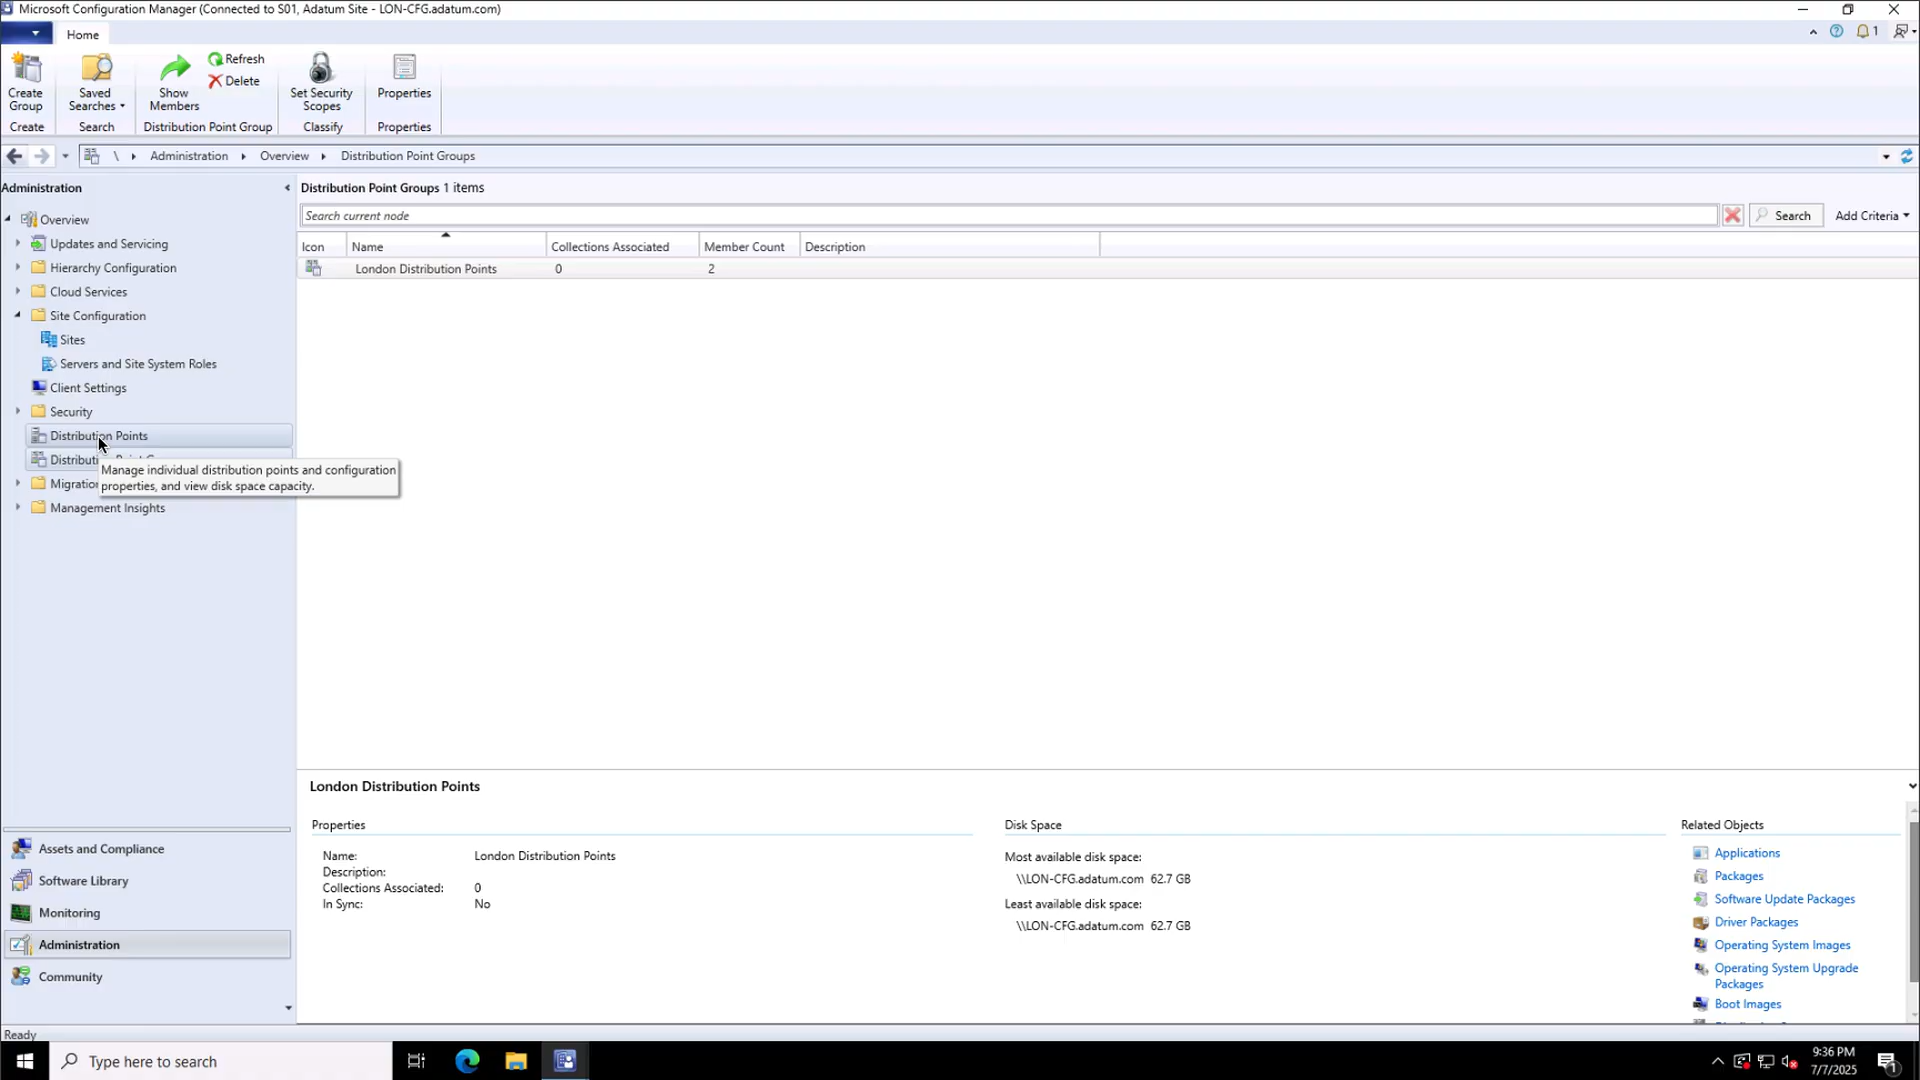 Microsoft Configuration Manager (Connected to S01, Adatum Site - LON-CFG.adatum.com)
Home
1
Create Group
Saved Searches
Show Members
Refresh
Delete
Set Security Scopes
Properties
Create
Search
Distribution Point Group
Classify
Properties
\ Administration Overview Distribution Point Groups
Administration
Distribution Point Groups 1 items
Search current node
Search
Add Criteria
Icon Name Collections Associated Member Count Description
London Distribution Points 0 2
Overview
Updates and Servicing
Hierarchy Configuration
Cloud Services
Site Configuration
Sites
Servers and Site System Roles
Client Settings
Security
Distribution Points
Distributi
Manage individual distribution points and configuration
properties, and view disk space capacity.
Migration
Management Insights
Assets and Compliance
Software Library
Monitoring
Administration
Community
London Distribution Points
Properties
Name: London Distribution Points
Description:
Collections Associated: 0
In Sync: No
Disk Space
Most available disk space:
\\LON-CFG.adatum.com 62.7 GB
Least available disk space:
\\LON-CFG.adatum.com 62.7 GB
Related Objects
Applications
Packages
Software Update Packages
Driver Packages
Operating System Images
Operating System Upgrade
Packages
Boot Images
Ready
Type here to search
9:36 PM
7/7/2025
1